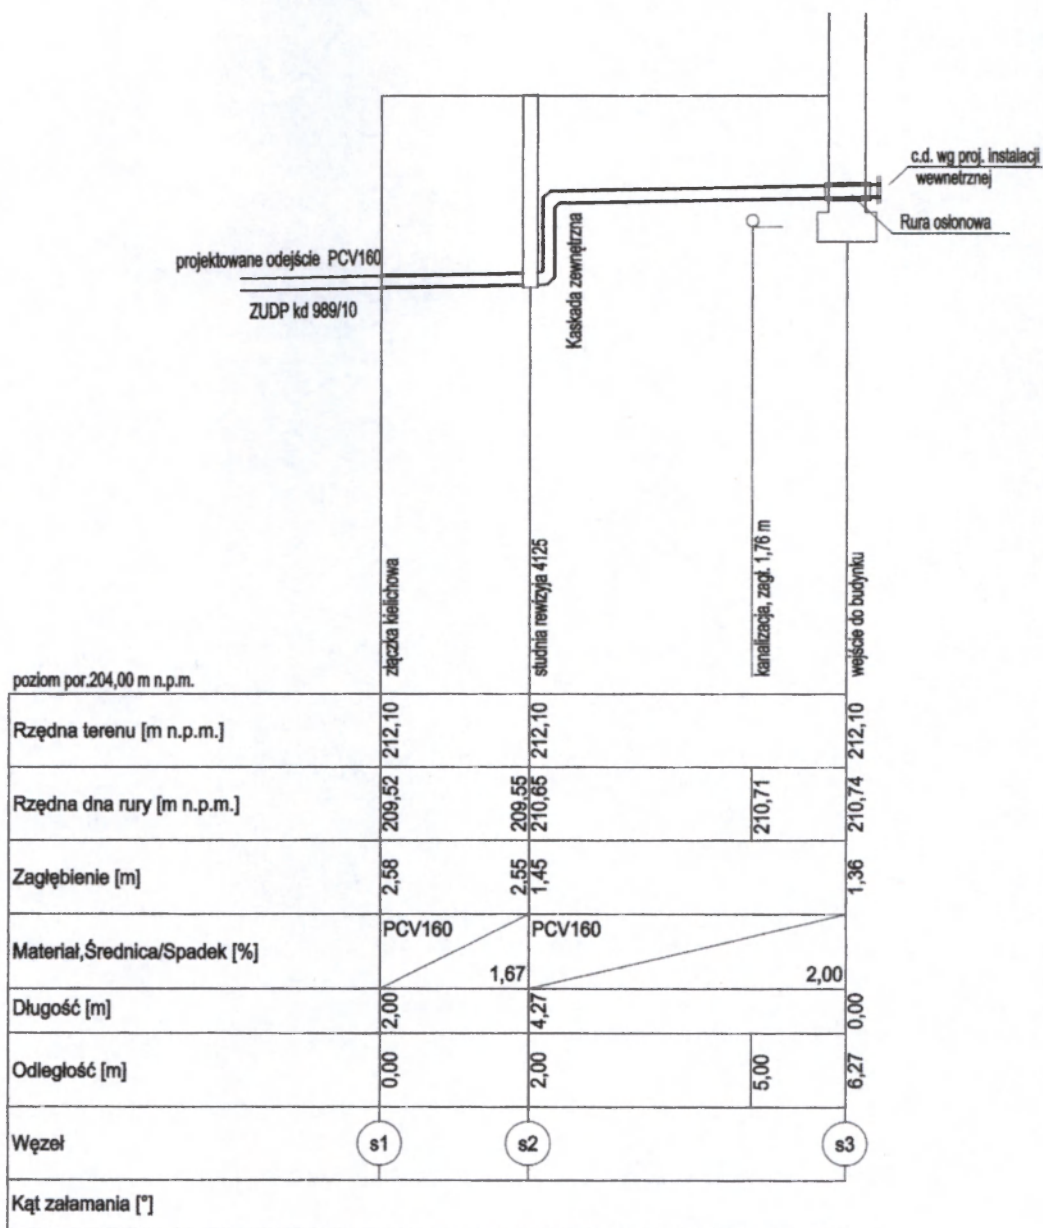 c.d. wg proj. instalacji
wewnetrznej
Rura osłonowa
projektowane odejście PCV160
ZUDP kd 989/10
Kaskada zewnętrzna
złączka kielichowa
studnia rewizyja 4125
kanalizacja, zagł. 1,76 m
wejście do budynku
poziom por.204,00 m n.p.m.
Rzędna terenu [m n.p.m.] 212,10 212,10 212,10
Rzędna dna rury [m n.p.m.] 209,52 209,55 210,65 210,71 210,74
Zagłębienie [m] 2,58 2,55 1,45 1,36
Materiał,Średnica/Spadek [%] PCV160 1,67 PCV160 2,00
Długość [m] 2,00 4,27 0,00
Odległość [m] 0,00 2,00 5,00 6,27
Węzeł s1 s2 s3
Kąt załamania [°]